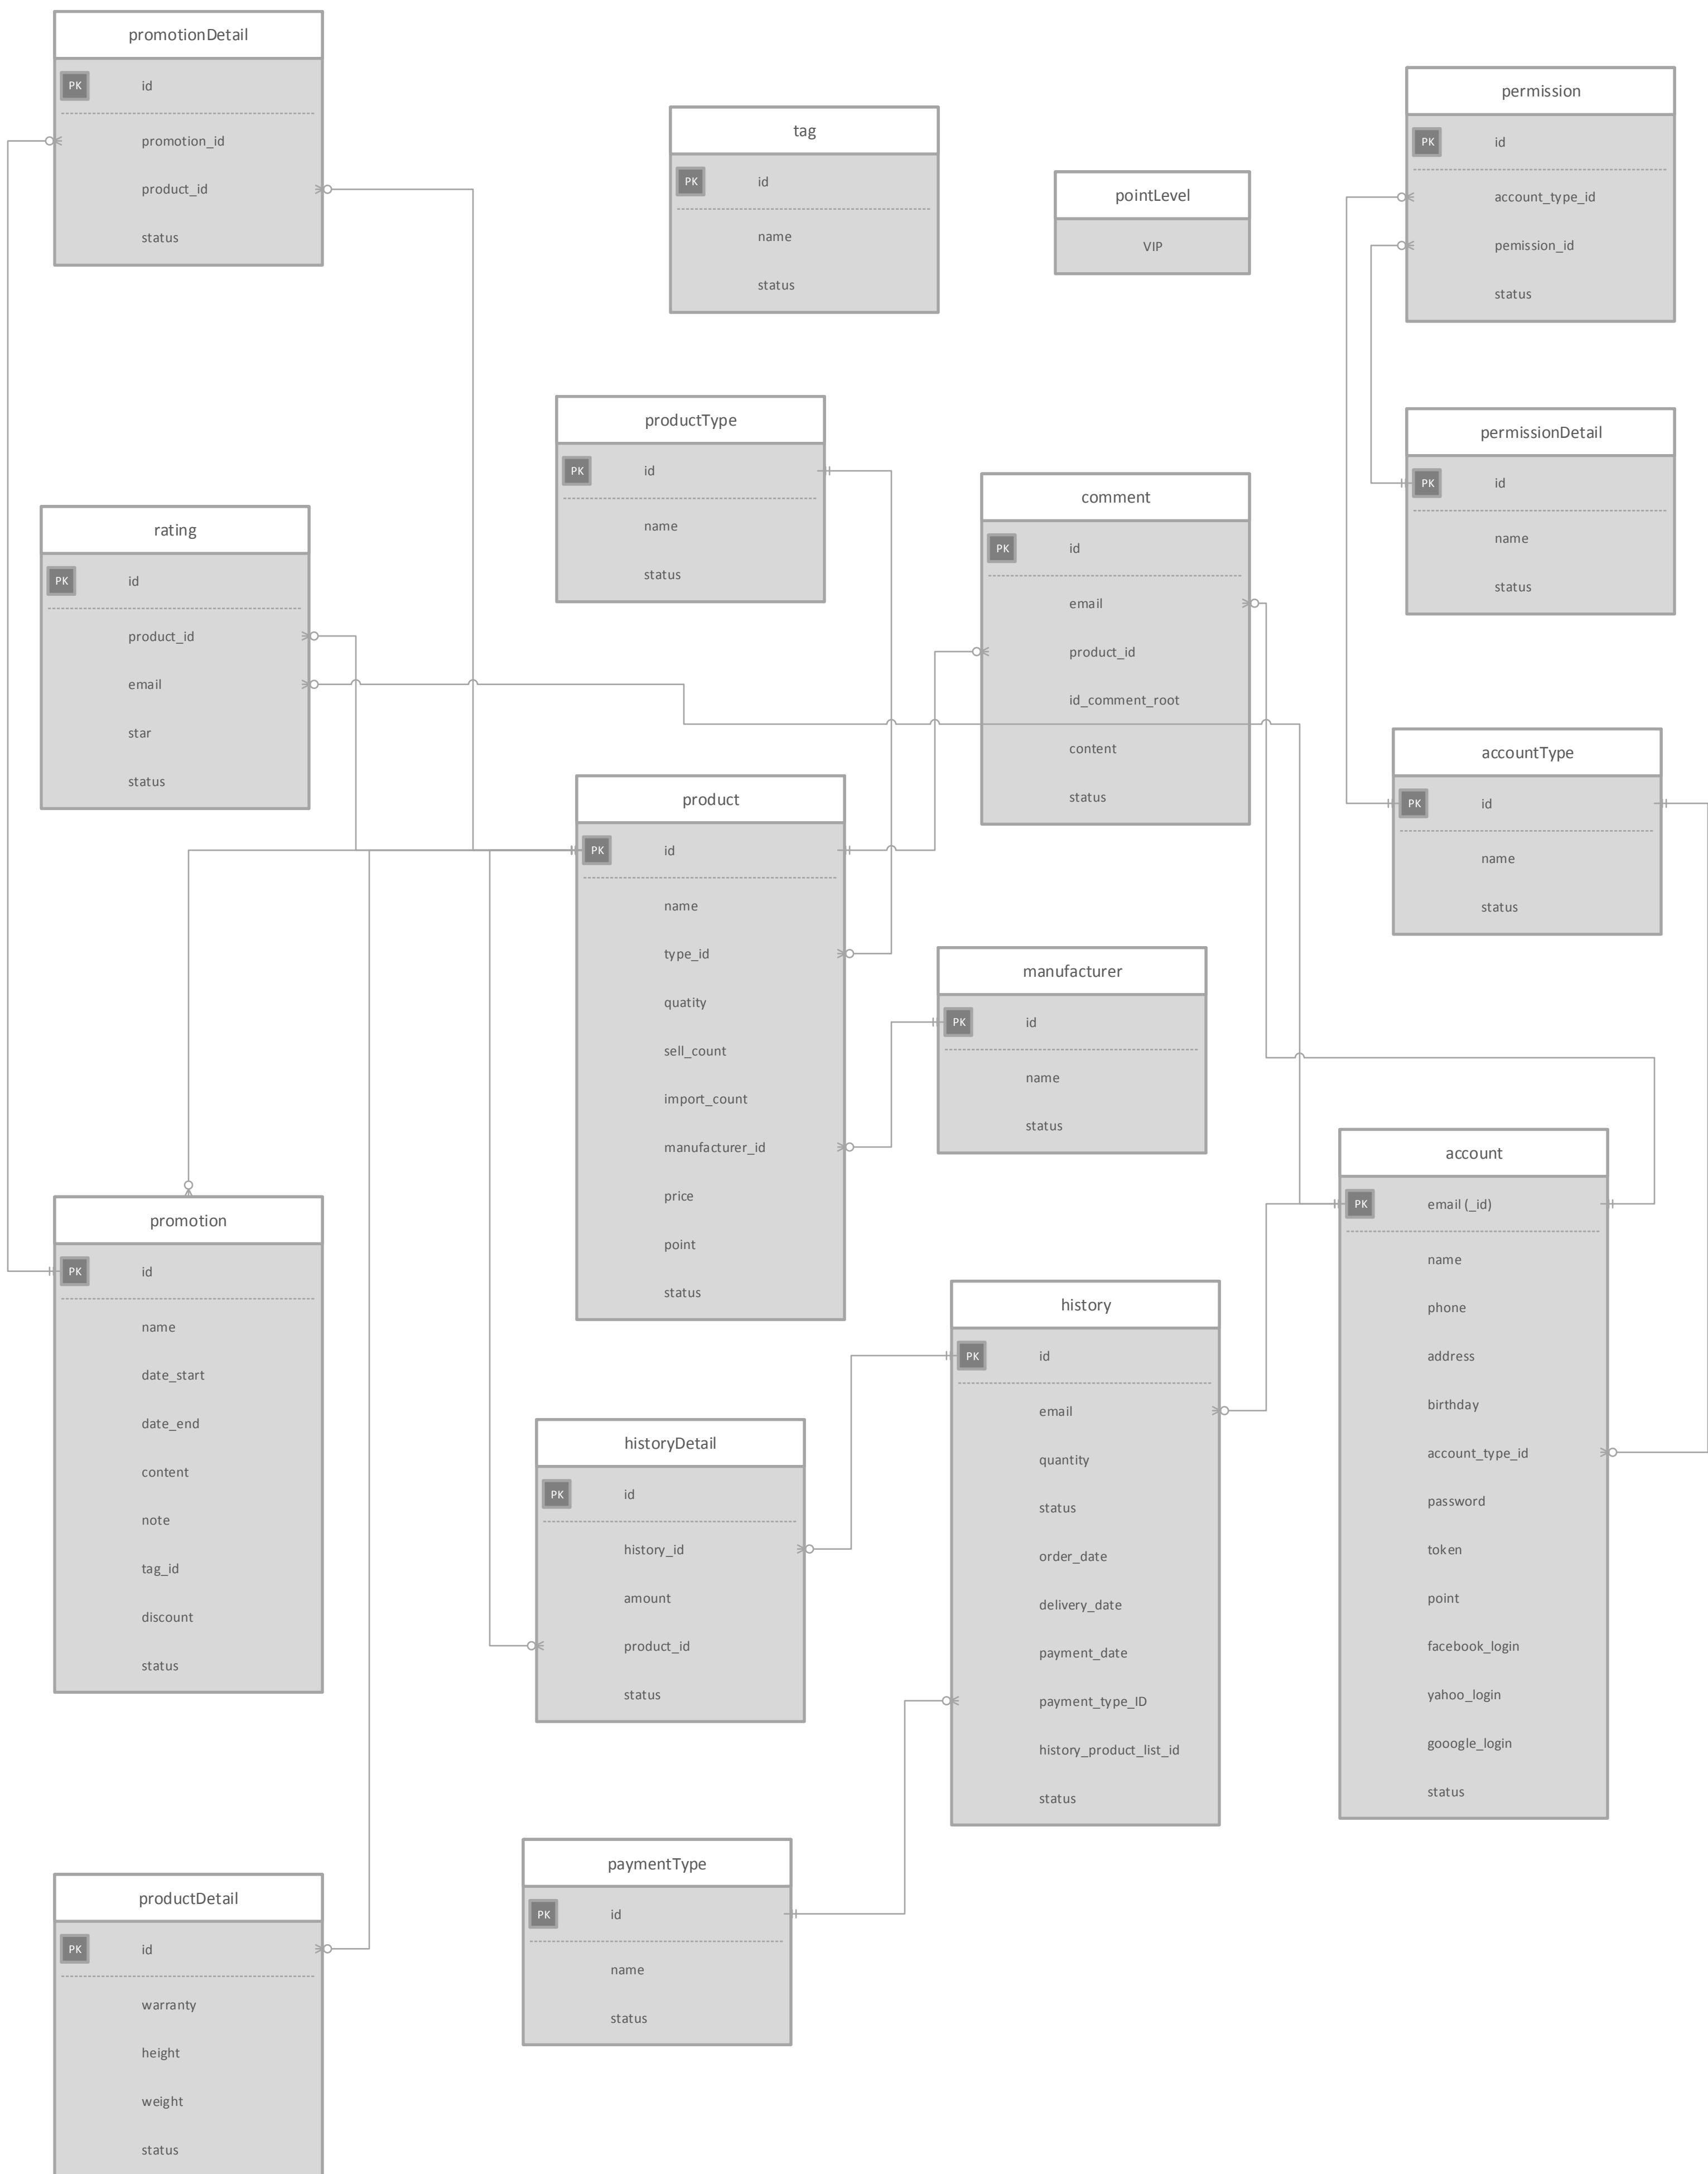 promotionDetail
PK id
promotion_id
product_id
status
tag
PK id
name
status
pointLevel
VIP
permission
PK id
account_type_id
pemission_id
status
productType
PK id
name
status
permissionDetail
PK id
name
status
comment
PK id
email
product_id
id_comment_root
content
status
rating
PK id
product_id
email
star
status
accountType
PK id
name
status
product
PK id
name
type_id
quatity
sell_count
import_count
manufacturer_id
price
point
status
manufacturer
PK id
name
status
account
PK email (_id)
name
phone
address
birthday
account_type_id
password
token
point
facebook_login
yahoo_login
gooogle_login
status
promotion
PK id
name
date_start
date_end
content
note
tag_id
discount
status
history
PK id
email
quantity
status
order_date
delivery_date
payment_date
payment_type_ID
history_product_list_id
status
historyDetail
PK id
history_id
amount
product_id
status
paymentType
PK id
name
status
productDetail
PK id
warranty
height
weight
status